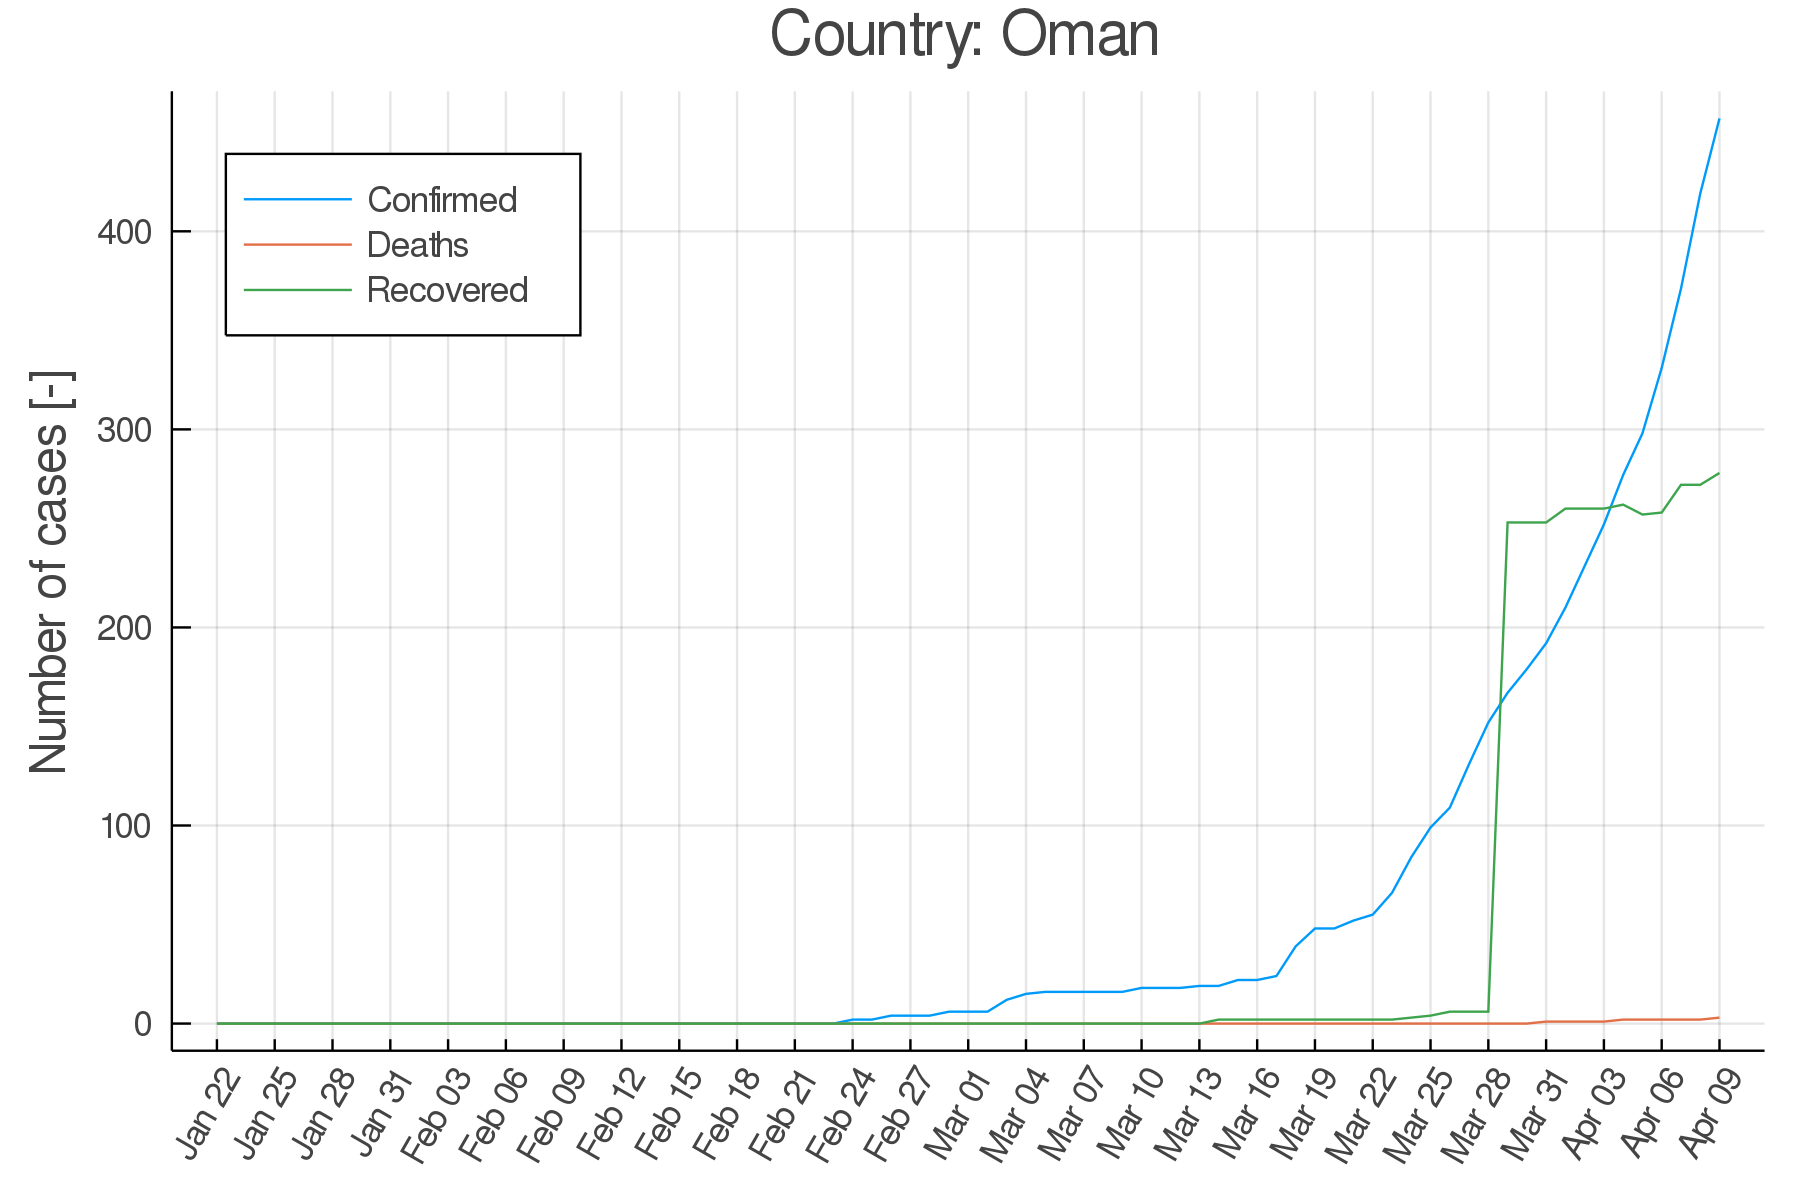 Country: Oman
Confirmed
Deaths
Recovered
Number of cases [-]
400
300
200
100
0
Jan 22
Jan 25
Jan 28
Jan 31
Feb 03
Feb 06
Feb 09
Feb 12
Feb 15
Feb 18
Feb 21
Feb 24
Feb 27
Mar 01
Mar 04
Mar 07
Mar 10
Mar 13
Mar 16
Mar 19
Mar 22
Mar 25
Mar 28
Mar 31
Apr 03
Apr 06
Apr 09